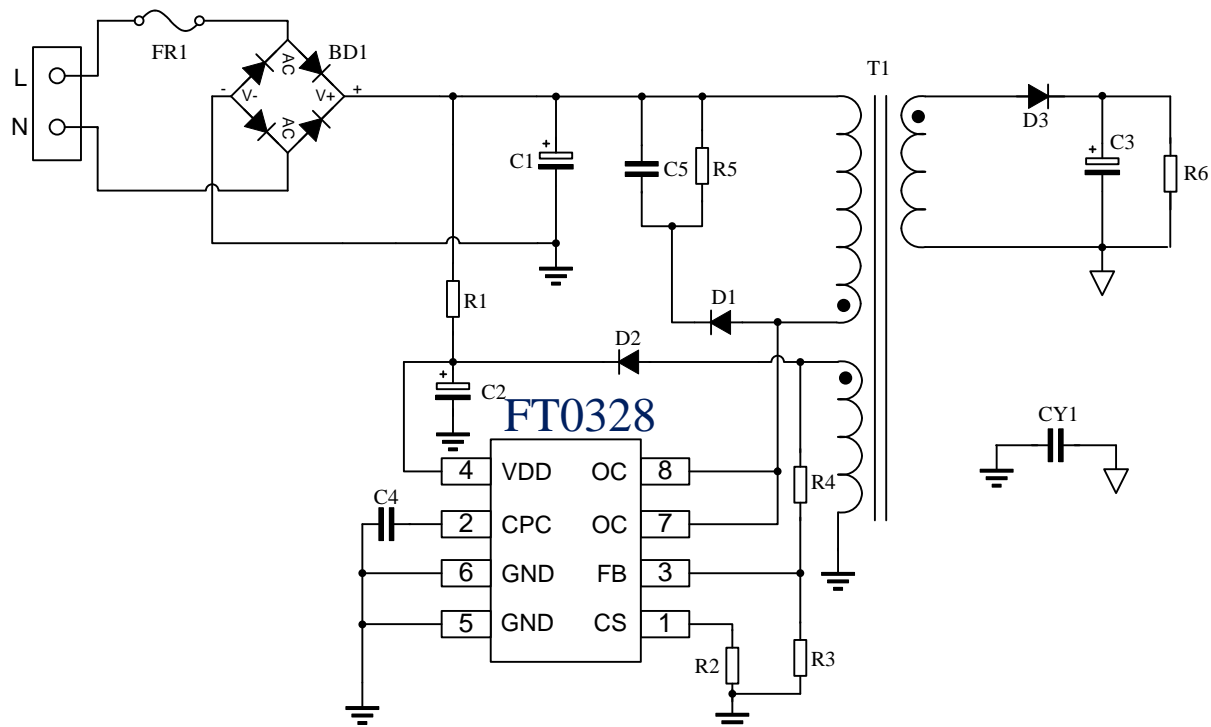 FR1
BD1
AC
V-
V+
AC
-
+
L
N
T1
D3
+
C3
R6
+
C1
C5
R5
R1
D1
D2
+
C2
FT0328
CY1
4 VDD OC 8
R4
C4
2 CPC OC 7
6 GND FB 3
5 GND CS 1
R2
R3